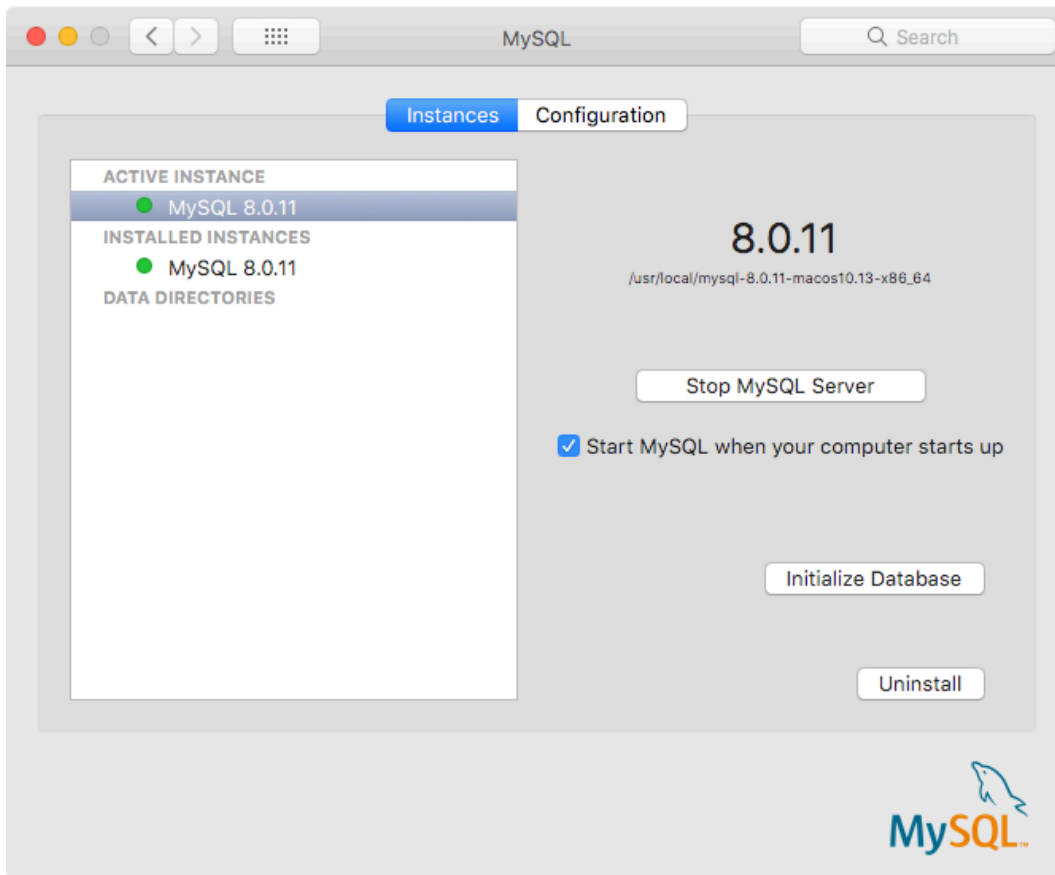 MySQL
Search
Instances
Configuration
ACTIVE INSTANCE
MySQL 8.0.11
INSTALLED INSTANCES
MySQL 8.0.11
DATA DIRECTORIES
8.0.11
/usr/local/mysql-8.0.11-macos10.13-x86_64
Stop MySQL Server
Start MySQL when your computer starts up
Initialize Database
Uninstall
MySQL™